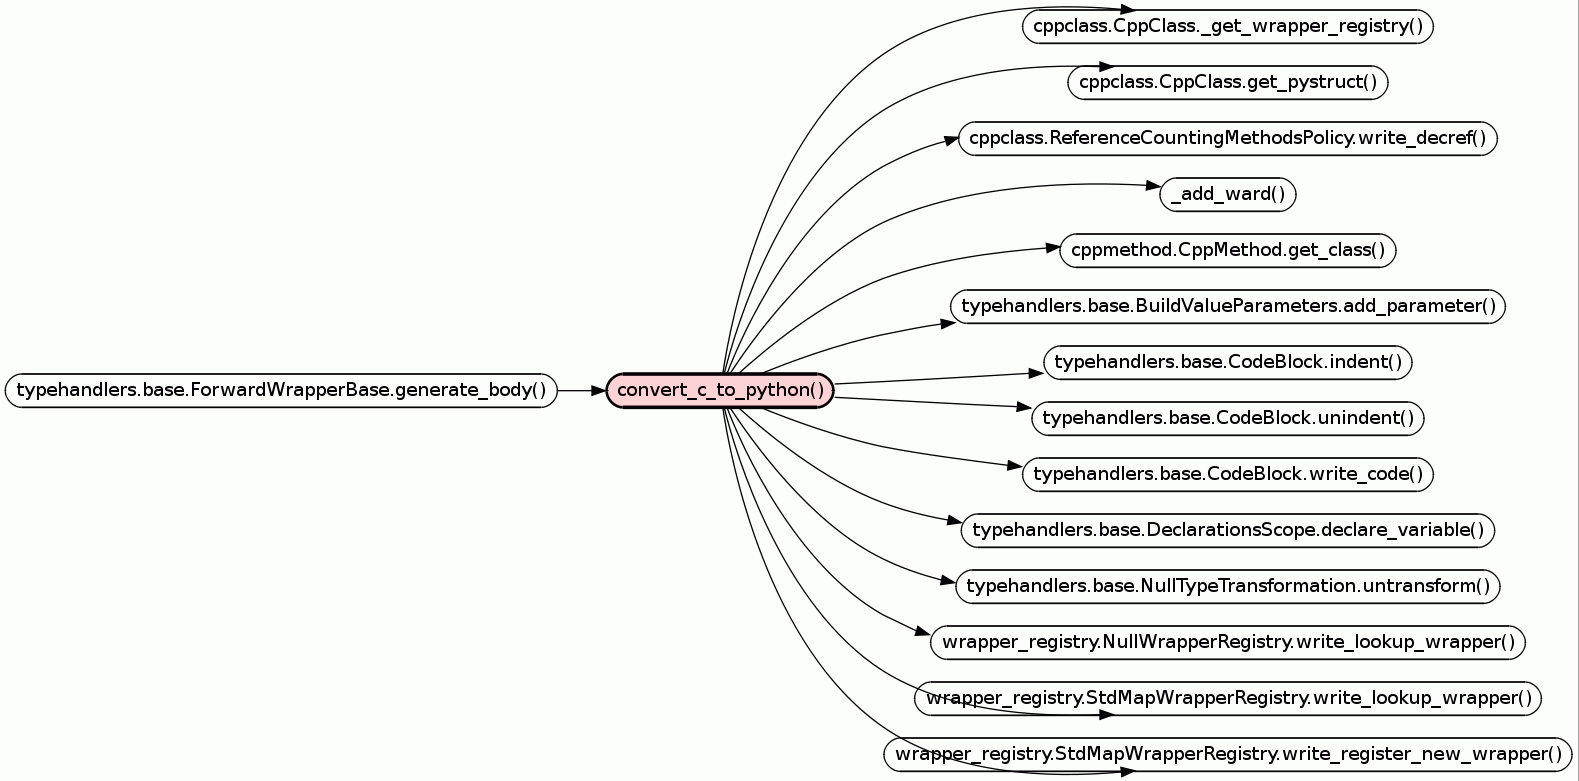 cppclass.CppClass._get_wrapper_registry()
cppclass.CppClass.get_pystruct()
cppclass.ReferenceCountingMethodsPolicy.write_decref()
_add_ward()
cppmethod.CppMethod.get_class()
typehandlers.base.BuildValueParameters.add_parameter()
typehandlers.base.CodeBlock.indent()
typehandlers.base.ForwardWrapperBase.generate_body()
convert_c_to_python()
typehandlers.base.CodeBlock.unindent()
typehandlers.base.CodeBlock.write_code()
typehandlers.base.DeclarationsScope.declare_variable()
typehandlers.base.NullTypeTransformation.untransform()
wrapper_registry.NullWrapperRegistry.write_lookup_wrapper()
wrapper_registry.StdMapWrapperRegistry.write_lookup_wrapper()
wrapper_registry.StdMapWrapperRegistry.write_register_new_wrapper()